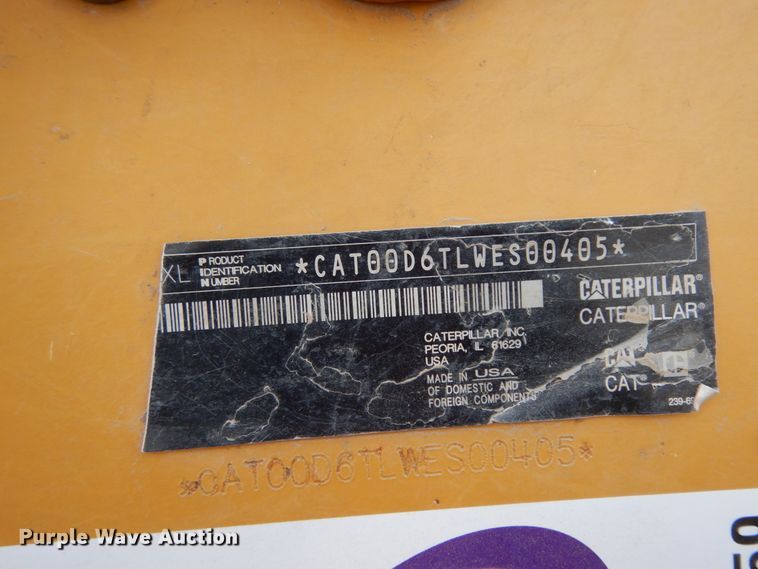 XL PRODUCT IDENTIFICATION NUMBER *CAT00D6TLWES00405*
CATERPILLAR®
CATERPILLAR®
CATERPILLAR INC.
PEORIA, IL 61629
USA
MADE IN USA
OF DOMESTIC AND
FOREIGN COMPONENTS
CAT
CAT
*CAT00D6TLWES00405*
Purple Wave Auction